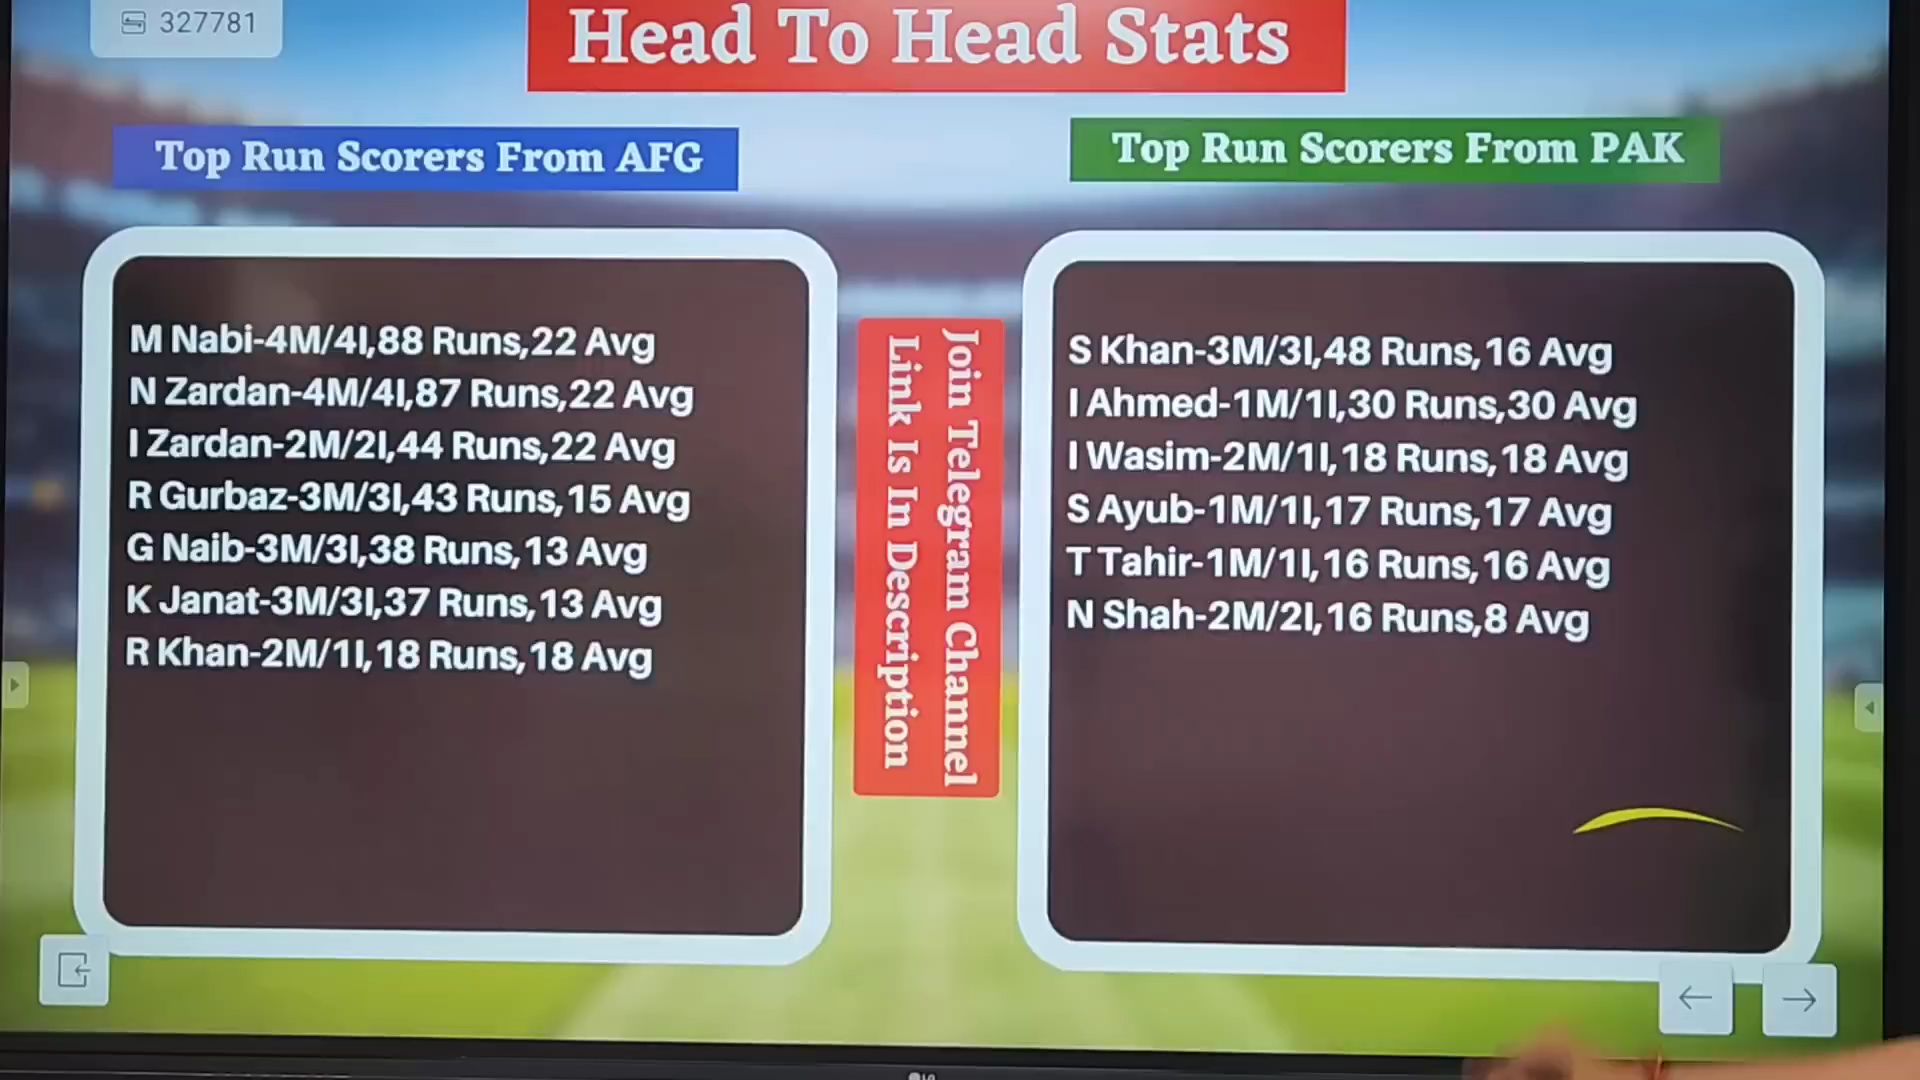 327781
Head To Head Stats
Top Run Scorers From AFG
M Nabi-4M/4I,88 Runs,22 Avg
N Zardan-4M/4I,87 Runs,22 Avg
I Zardan-2M/2I,44 Runs,22 Avg
R Gurbaz-3M/3I,43 Runs,15 Avg
G Naib-3M/3I,38 Runs,13 Avg
K Janat-3M/3I,37 Runs,13 Avg
R Khan-2M/1I,18 Runs,18 Avg
Join Telegram Channel
Link Is In Description
Top Run Scorers From PAK
S Khan-3M/3I,48 Runs,16 Avg
I Ahmed-1M/1I,30 Runs,30 Avg
I Wasim-2M/1I,18 Runs,18 Avg
S Ayub-1M/1I,17 Runs,17 Avg
T Tahir-1M/1I,16 Runs,16 Avg
N Shah-2M/2I,16 Runs,8 Avg